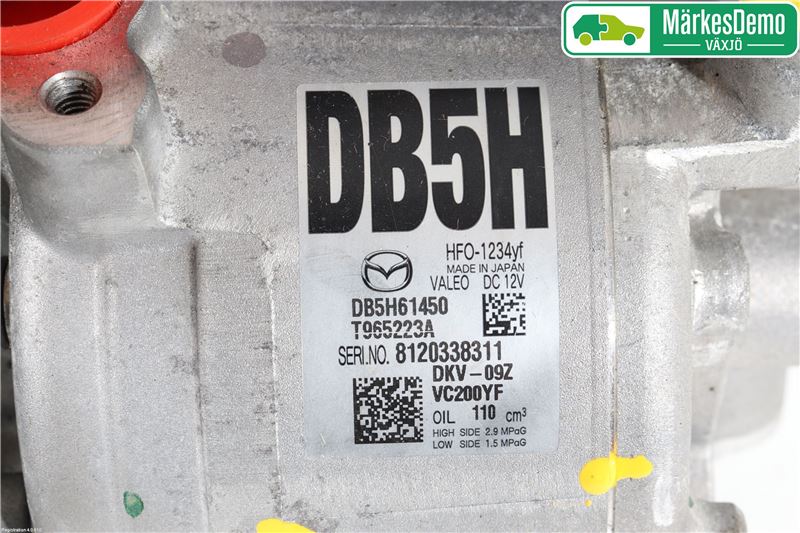 MärkesDemo
VÄXJÖ
DB5H
HFO-1234yf
MADE IN JAPAN
VALEO DC 12V
DB5H61450
T965223A
SERI.NO. 8120338311
DKV-09Z
VC200YF
OIL 110 cm³
HIGH SIDE 2.9 MPaG
LOW SIDE 1.5 MPaG